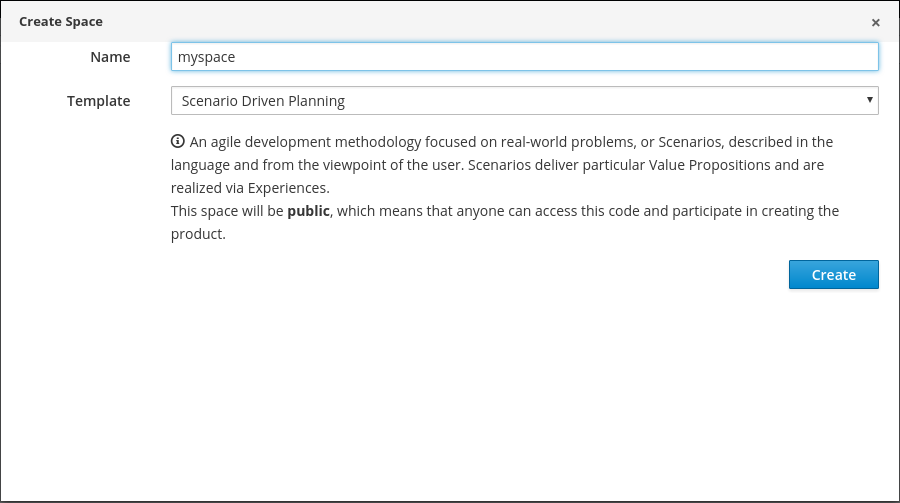 Create Space
×
Name
myspace
Template
Scenario Driven Planning
An agile development methodology focused on real-world problems, or Scenarios, described in the
language and from the viewpoint of the user. Scenarios deliver particular Value Propositions and are
realized via Experiences.
This space will be public, which means that anyone can access this code and participate in creating the
product.
Create